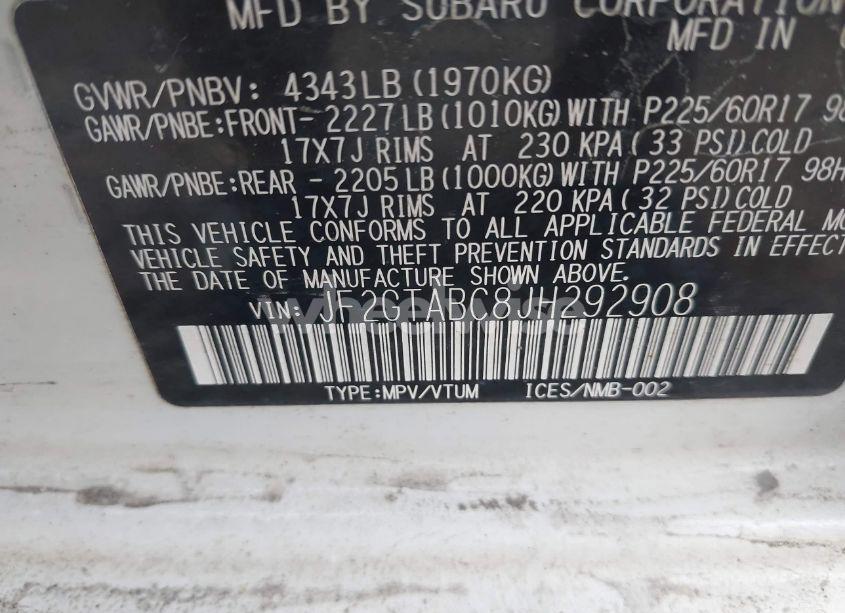 MFD BY SUBARU CORPORATION
MFD IN
GVWR/PNBV: 4343LB (1970KG)
GAWR/PNBE:FRONT- 2227LB (1010KG) WITH P225/60R17 98
17X7J RIMS AT 230 KPA( 33 PSI)COLD
GAWR/PNBE:REAR - 2205LB (1000KG) WITH P225/60R17 98H
17X7J RIMS AT 220 KPA( 32 PSI)COLD
THIS VEHICLE CONFORMS TO ALL APPLICABLE FEDERAL MO
VEHICLE SAFETY AND THEFT PREVENTION STANDARDS IN EFFECT
THE DATE OF MANUFACTURE SHOWN ABOVE.
VIN: JF2GTABC8JH292908
TYPE:MPV/VTUM ICES/NMB-002